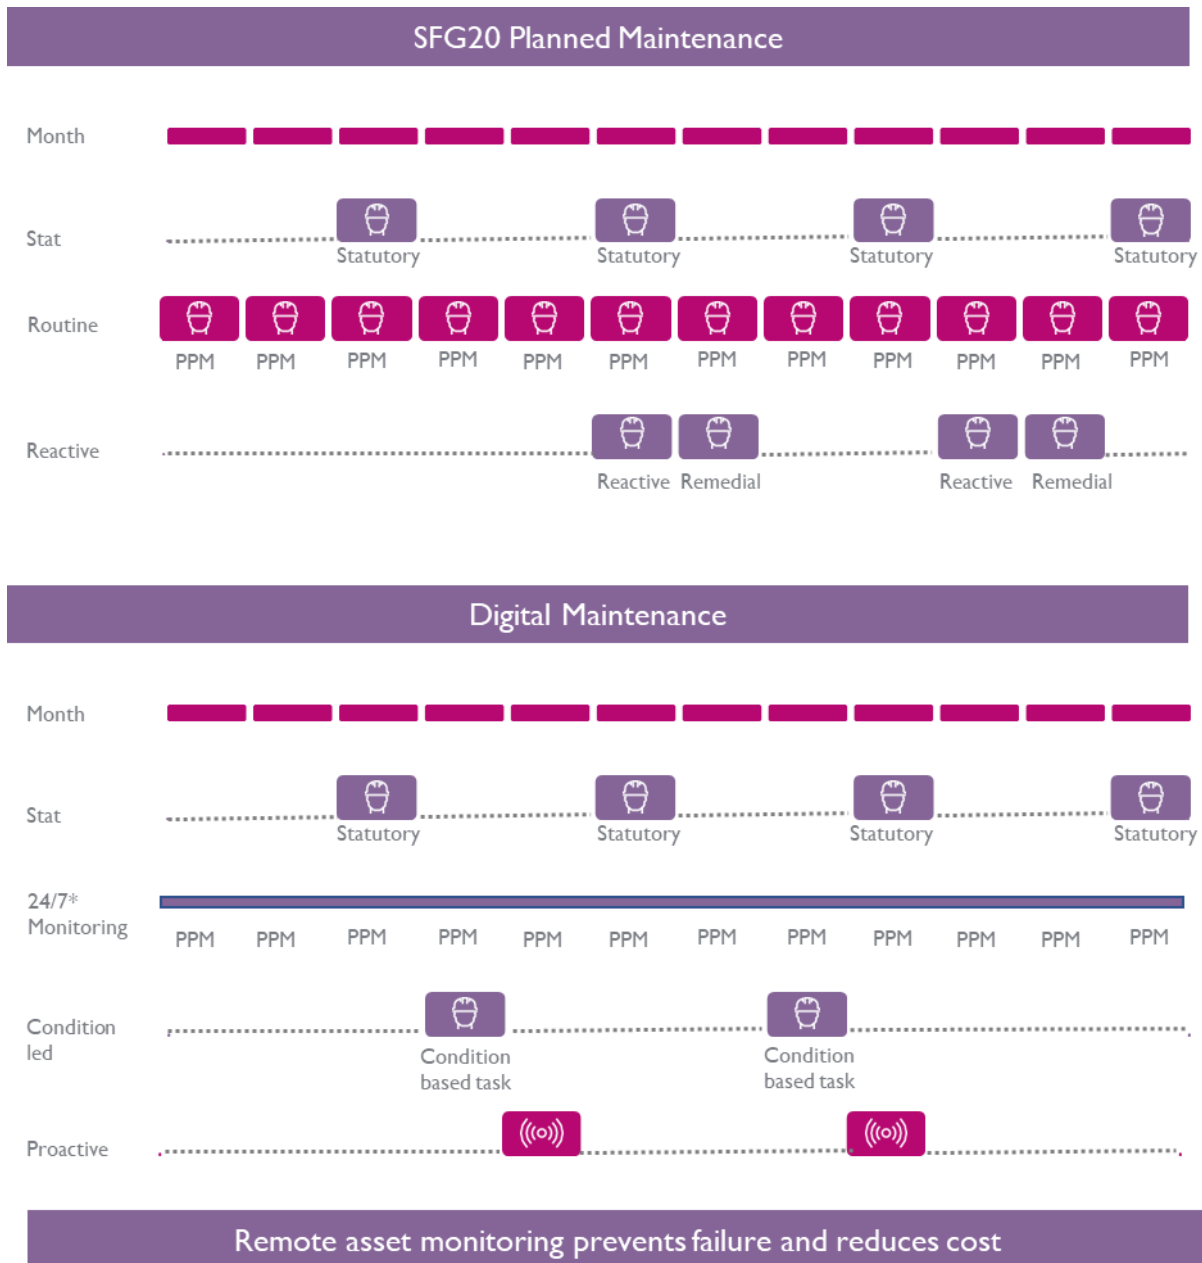 SFG20 Planned Maintenance
Month
Stat
Statutory Statutory Statutory Statutory
Routine
PPM PPM PPM PPM PPM PPM PPM PPM PPM PPM PPM PPM
Reactive
Reactive Remedial Reactive Remedial
Digital Maintenance
Month
Stat
Statutory Statutory Statutory Statutory
24/7*
Monitoring
PPM PPM PPM PPM PPM PPM PPM PPM PPM PPM PPM PPM
Condition
led
Condition
based task
Condition
based task
Proactive
Remote asset monitoring prevents failure and reduces cost